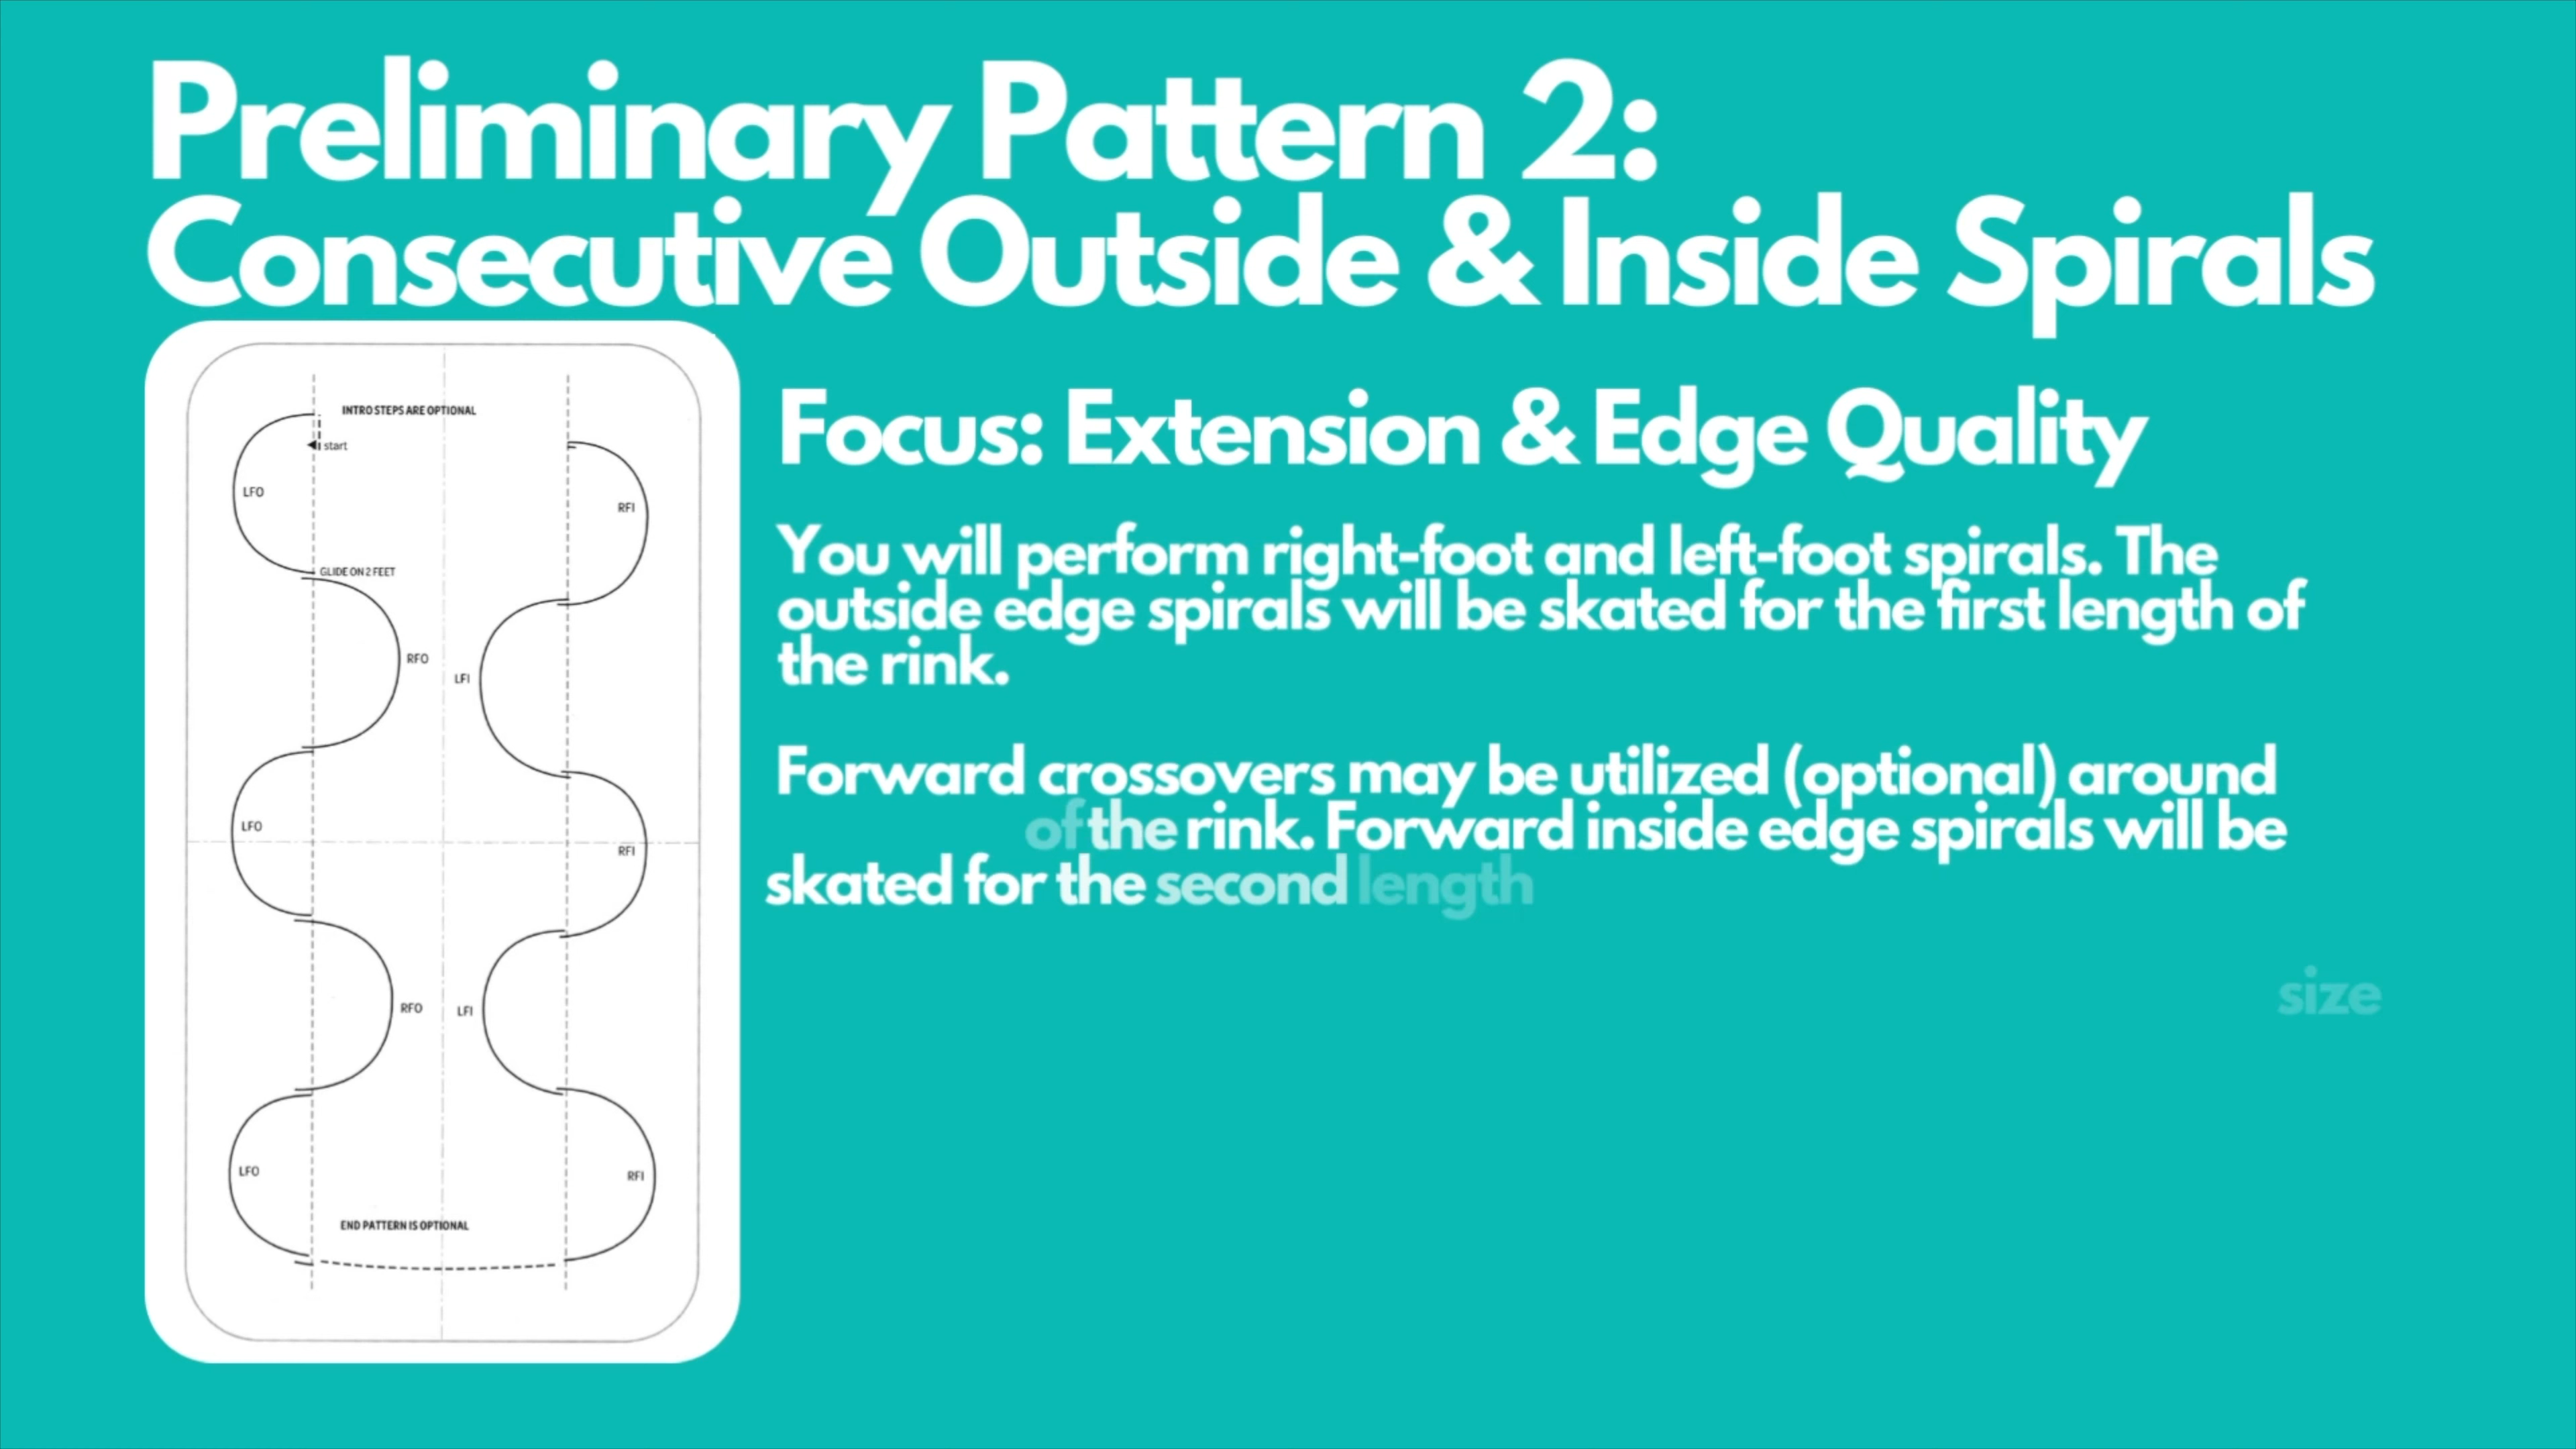 Preliminary Pattern 2:
Consecutive Outside & Inside Spirals
INTRO STEPS ARE OPTIONAL
start
LFO
RFI
GLIDE ON 2 FEET
RFO
LFI
LFO
RFI
RFO
LFI
LFO
RFI
END PATTERN IS OPTIONAL
Focus: Extension & Edge Quality
You will perform right-foot and left-foot spirals. The
outside edge spirals will be skated for the first length of
the rink.
Forward crossovers may be utilized (optional) around
of the rink. Forward inside edge spirals will be
skated for the second length
size